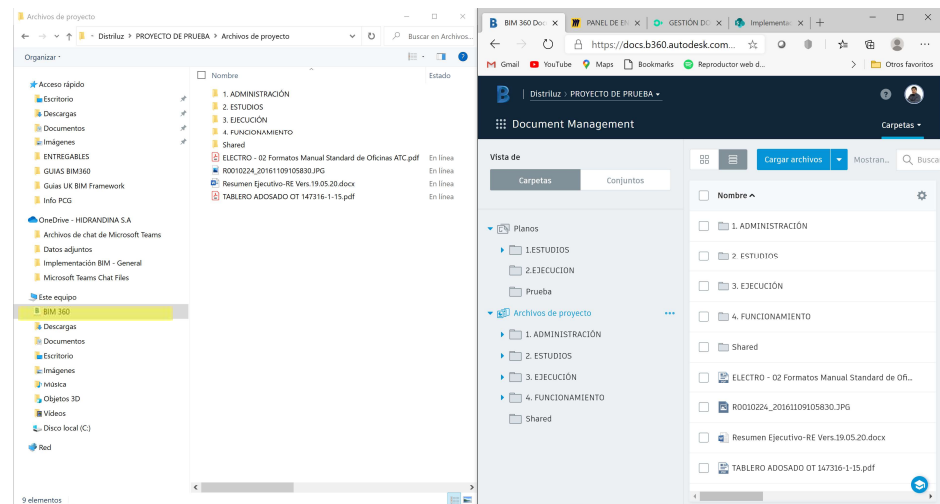 Archivos de proyecto
Distriluz > PROYECTO DE PRUEBA > Archivos de proyecto
Buscar en Archivos...
Organizar
Acceso rápido
Escritorio
Descargas
Documentos
Imágenes
ENTREGABLES
GUIAS BIM360
Guias UK BIM Framework
Info PCG
OneDrive - HIDRANDINA S.A
Archivos de chat de Microsoft Teams
Datos adjuntos
Implementación BIM - General
Microsoft Teams Chat Files
Este equipo
BIM 360
Descargas
Documentos
Escritorio
Imágenes
Música
Objetos 3D
Vídeos
Disco local (C:)
Red
9 elementos
Nombre Estado
1. ADMINISTRACIÓN
2. ESTUDIOS
3. EJECUCIÓN
4. FUNCIONAMIENTO
Shared
ELECTRO - 02 Formatos Manual Standard de Oficinas ATC.pdf En línea
R0010224_20161109105830.JPG En línea
Resumen Ejecutivo-RE Vers.19.05.20.docx En línea
TABLERO ADOSADO OT 147316-1-15.pdf En línea
BIM 360 Doc PANEL DE EN GESTIÓN DO Implementac
https://docs.b360.autodesk.com...
Gmail YouTube Maps Bookmarks Reproductor web d... Otros favoritos
Distriluz > PROYECTO DE PRUEBA
Document Management Carpetas
Vista de
Carpetas Conjuntos
Planos
1.ESTUDIOS
2.EJECUCION
Prueba
Archivos de proyecto
1. ADMINISTRACIÓN
2. ESTUDIOS
3. EJECUCIÓN
4. FUNCIONAMIENTO
Shared
Cargar archivos Mostran... Busca
Nombre
1. ADMINISTRACIÓN
2. ESTUDIOS
3. EJECUCIÓN
4. FUNCIONAMIENTO
Shared
ELECTRO - 02 Formatos Manual Standard de Ofi...
R0010224_20161109105830.JPG
Resumen Ejecutivo-RE Vers.19.05.20.docx
TABLERO ADOSADO OT 147316-1-15.pdf